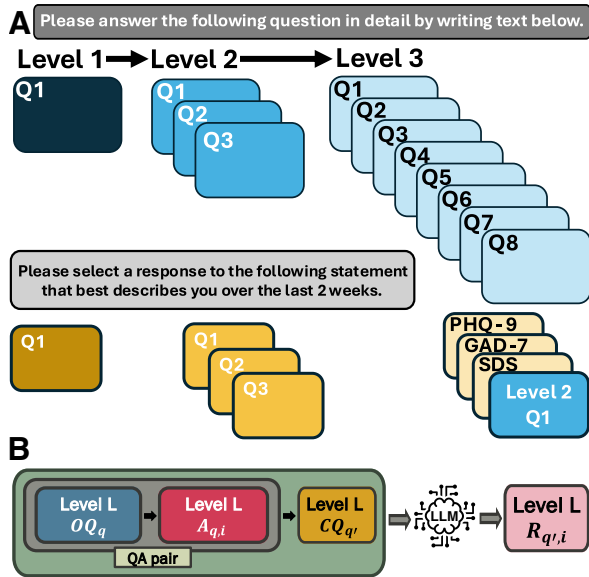 A
Please answer the following question in detail by writing text below.
Level 1
Level 2
Level 3
Q1
Q1
Q2
Q3
Q1
Q2
Q3
Q4
Q5
Q6
Q7
Q8
Please select a response to the following statement
that best describes you over the last 2 weeks.
Q1
Q1
Q2
Q3
PHQ-9
GAD-7
SDS
Level 2
Q1
B
Level L
OQ_q
Level L
A_{q,i}
Level L
CQ_{q'}
QA pair
LLM
Level L
R_{q',i}